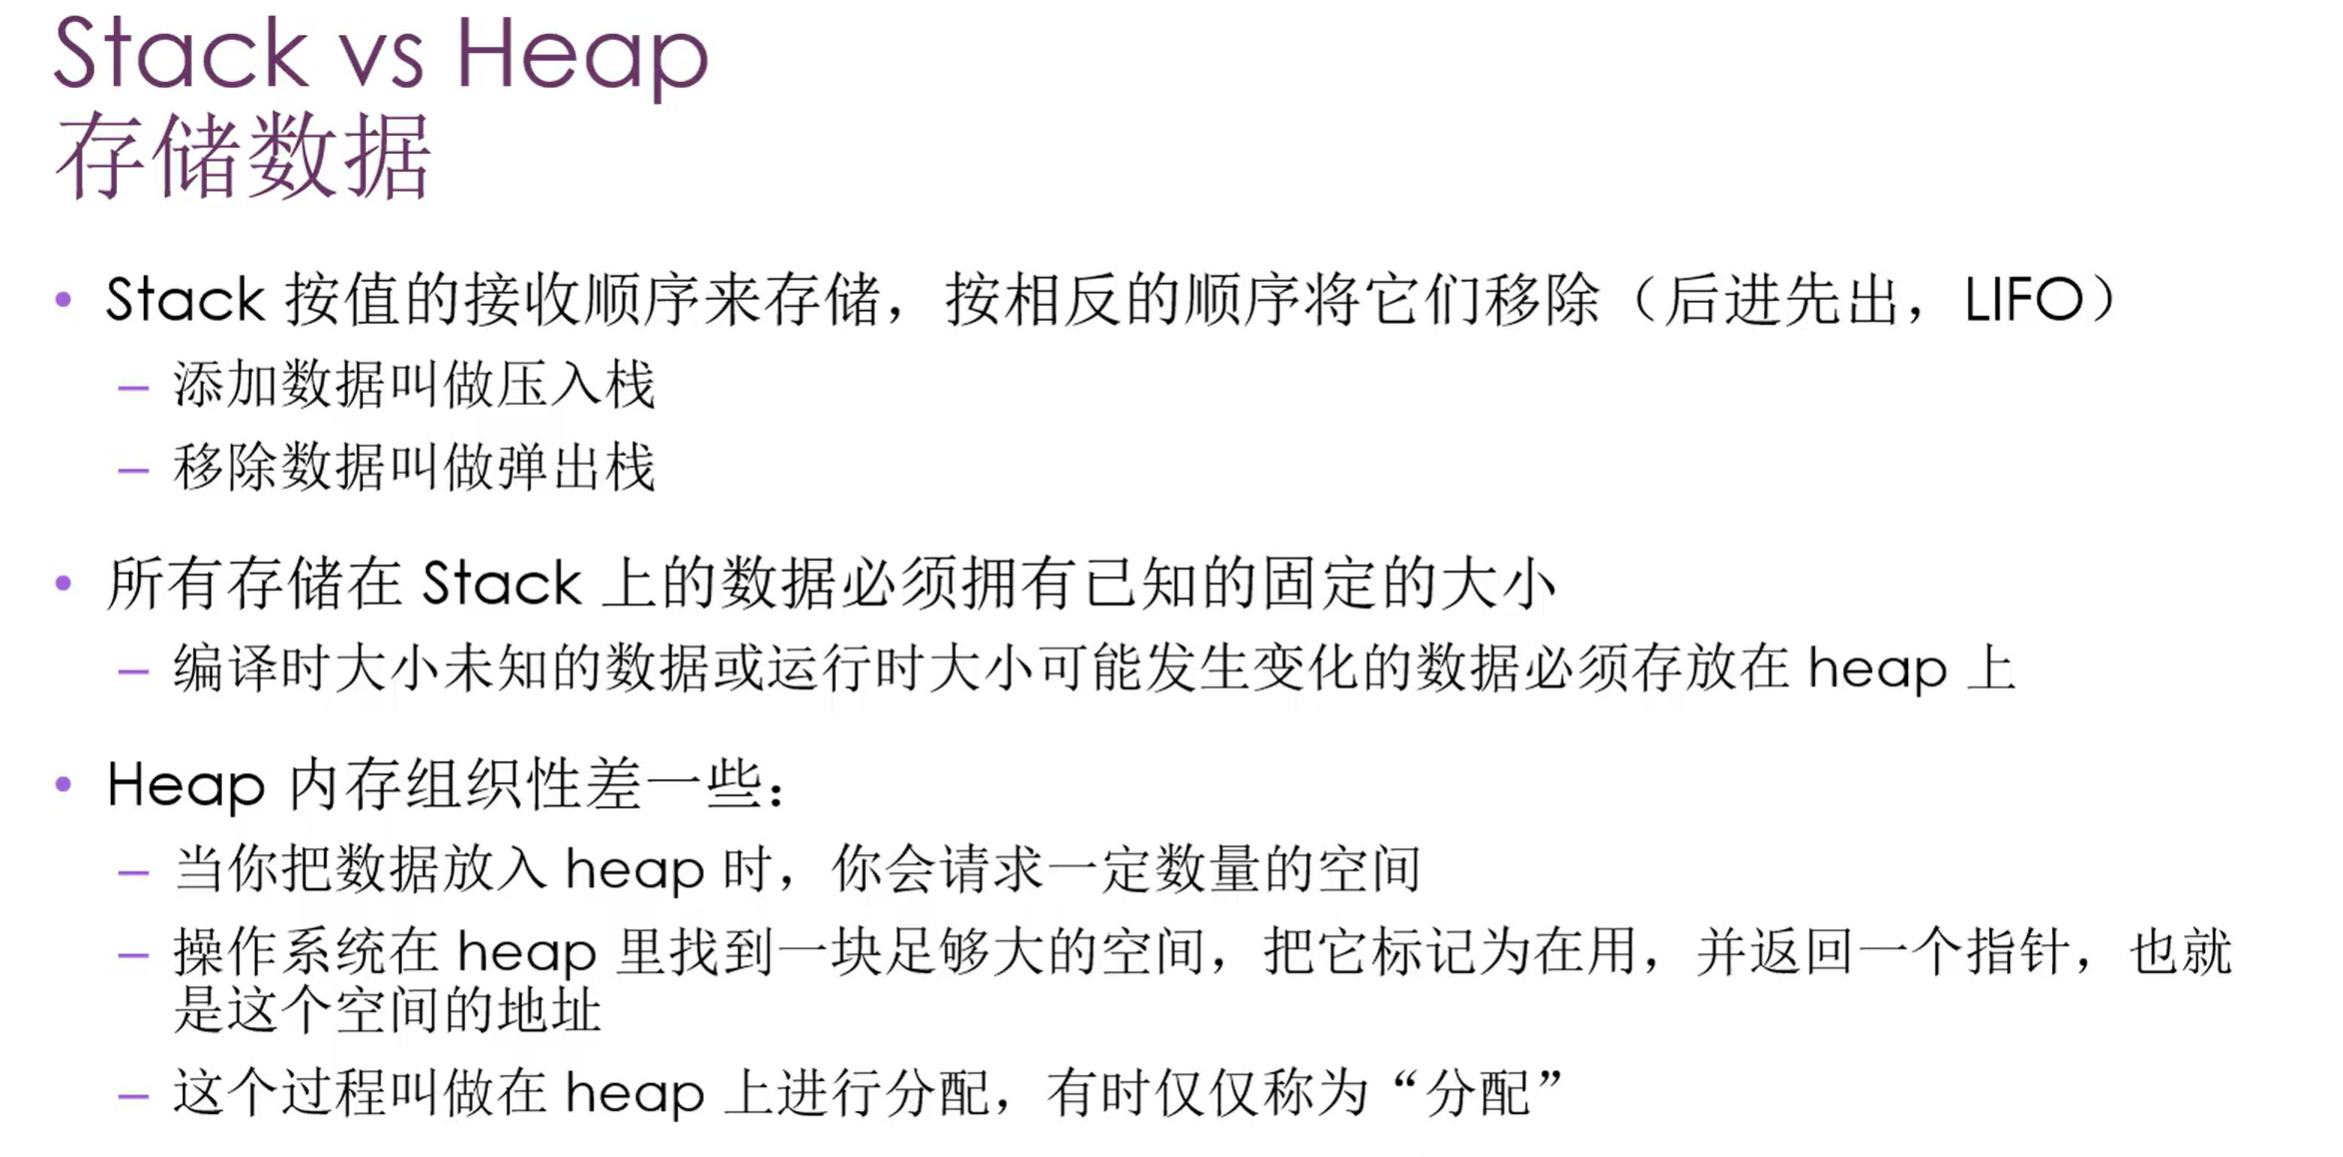 Stack vs Heap
存储数据
• Stack 按值的接收顺序来存储，按相反的顺序将它们移除（后进先出，LIFO）
– 添加数据叫做压入栈
– 移除数据叫做弹出栈
• 所有存储在 Stack 上的数据必须拥有已知的固定的大小
– 编译时大小未知的数据或运行时大小可能发生变化的数据必须存放在 heap 上
• Heap 内存组织性差一些：
– 当你把数据放入 heap 时，你会请求一定数量的空间
– 操作系统在 heap 里找到一块足够大的空间，把它标记为在用，并返回一个指针，也就
是这个空间的地址
– 这个过程叫做在 heap 上进行分配，有时仅仅称为“分配”